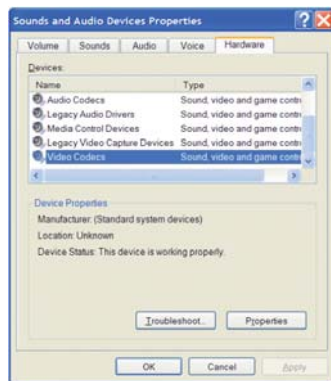 Sounds and Audio Devices Properties
Volume Sounds Audio Voice Hardware
Devices:
Name Type
Audio Codecs Sound, video and game contr
Legacy Audio Drivers Sound, video and game contr
Media Control Devices Sound, video and game contr
Legacy Video Capture Devices Sound, video and game contr
Video Codecs Sound, video and game contr
Device Properties
Manufacturer: (Standard system devices)
Location: Unknown
Device Status: This device is working properly.
Troubleshoot... Properties
OK Cancel Apply